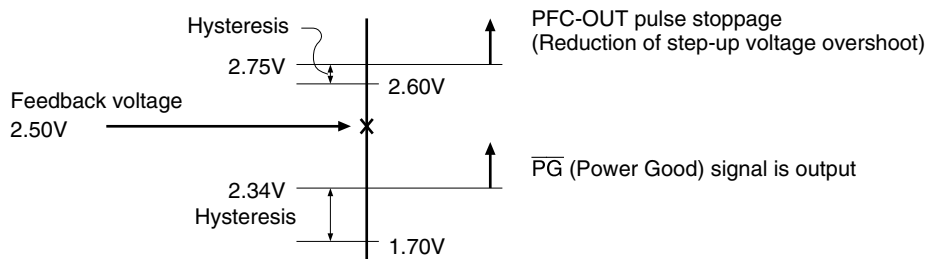 Hysteresis
PFC-OUT pulse stoppage
(Reduction of step-up voltage overshoot)
2.75V
2.60V
Feedback voltage
2.50V
PG (Power Good) signal is output
2.34V
Hysteresis
1.70V